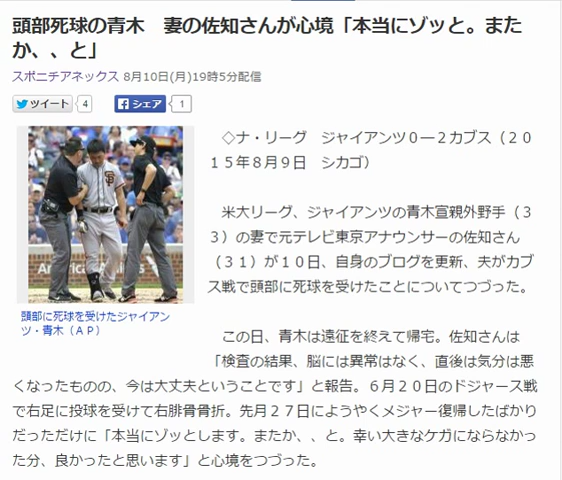 頭部死球の青木　妻の佐知さんが心境「本当にゾッと。また
か、、と」
スポニチアネックス 8月10日(月)19時5分配信
ツイート 4 シェア 1
◇ナ・リーグ　ジャイアンツ０―２カブス（２０
１５年８月９日　シカゴ）
米大リーグ、ジャイアンツの青木宣親外野手（３
３）の妻で元テレビ東京アナウンサーの佐知さん
（３１）が１０日、自身のブログを更新、夫がカブ
ス戦で頭部に死球を受けたことについてつづった。
頭部に死球を受けたジャイアン
ツ・青木（ＡＰ）
この日、青木は遠征を終えて帰宅。佐知さんは
「検査の結果、脳には異常はなく、直後は気分は悪
くなったものの、今は大丈夫ということです」と報告。６月２０日のドジャース戦
で右足に投球を受けて右腓骨骨折。先月２７日にようやくメジャー復帰したばかり
だっただけに「本当にゾッとします。またか、、と。幸い大きなケガにならなかっ
た分、良かったと思います」と心境をつづった。